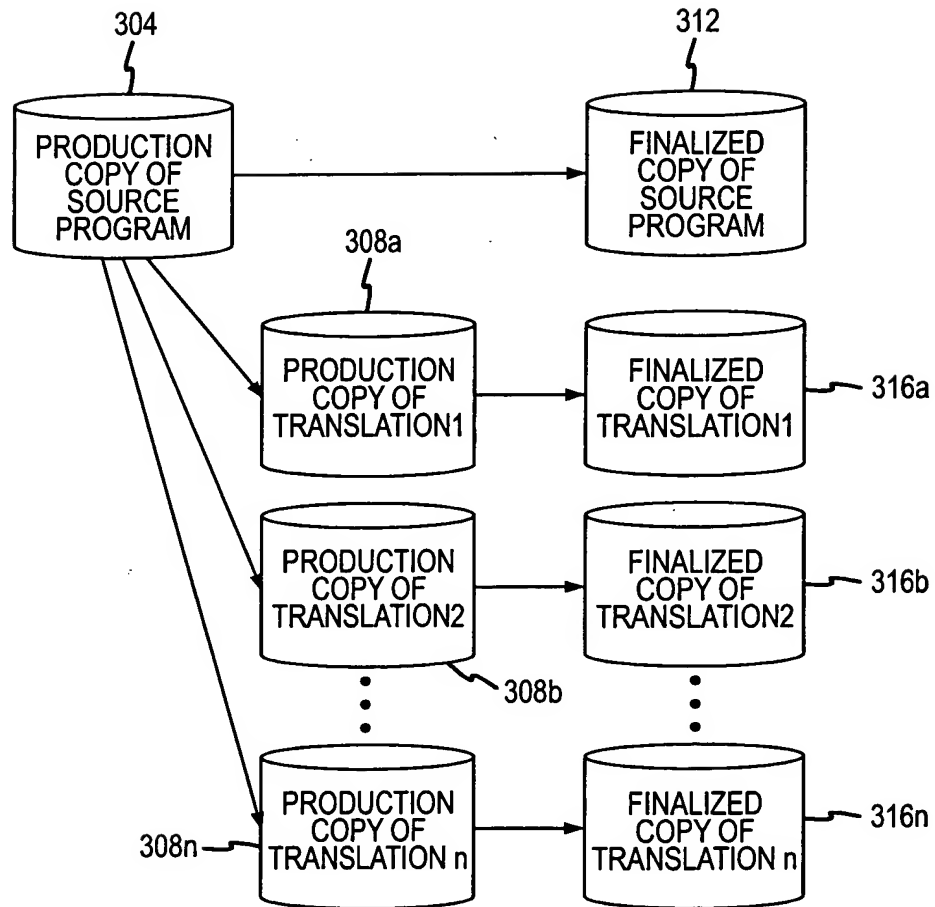 304
312
PRODUCTION
COPY OF
SOURCE
PROGRAM
FINALIZED
COPY OF
SOURCE
PROGRAM
308a
PRODUCTION
COPY OF
TRANSLATION1
FINALIZED
COPY OF
TRANSLATION1
316a
PRODUCTION
COPY OF
TRANSLATION2
FINALIZED
COPY OF
TRANSLATION2
316b
308b
PRODUCTION
COPY OF
TRANSLATION n
FINALIZED
COPY OF
TRANSLATION n
316n
308n